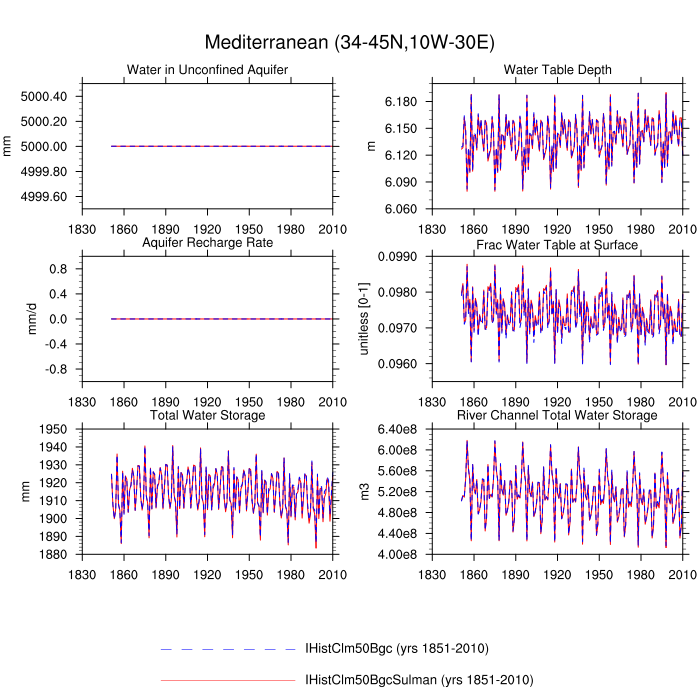 Mediterranean (34-45N,10W-30E)
Water in Unconfined Aquifer
5000.40
5000.20
5000.00
4999.80
4999.60
mm
1830 1860 1890 1920 1950 1980 2010
Water Table Depth
6.180
6.150
6.120
6.090
6.060
m
1830 1860 1890 1920 1950 1980 2010
Aquifer Recharge Rate
0.8
0.4
0.0
-0.4
-0.8
mm/d
1830 1860 1890 1920 1950 1980 2010
Frac Water Table at Surface
0.0990
0.0980
0.0970
0.0960
unitless [0-1]
1830 1860 1890 1920 1950 1980 2010
Total Water Storage
1950
1940
1930
1920
1910
1900
1890
1880
mm
1830 1860 1890 1920 1950 1980 2010
River Channel Total Water Storage
6.40e8
6.00e8
5.60e8
5.20e8
4.80e8
4.40e8
4.00e8
m3
1830 1860 1890 1920 1950 1980 2010
IHistClm50Bgc (yrs 1851-2010)
IHistClm50BgcSulman (yrs 1851-2010)